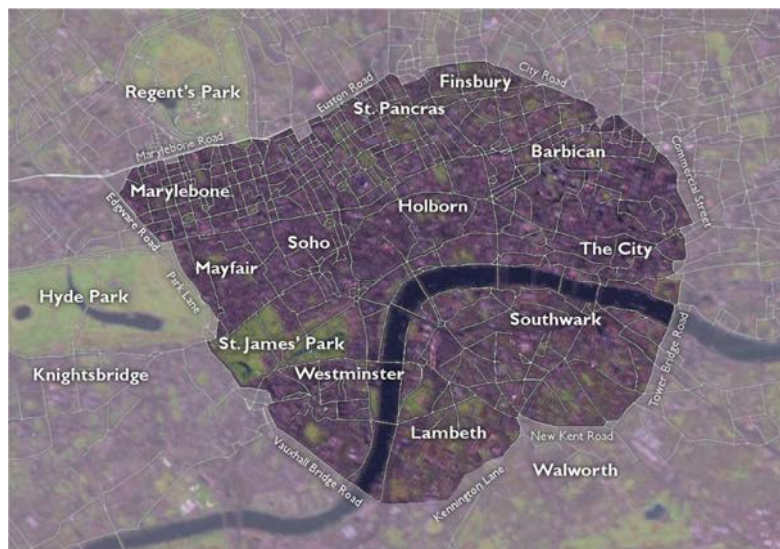 Regent's Park
Euston Road
Finsbury
City Road
St. Pancras
Marylebone Road
Barbican
Commercial Street
Marylebone
Edgware Road
Holborn
Soho
The City
Mayfair
Park Lane
Hyde Park
Southwark
St. James' Park
Tower Bridge Road
Knightsbridge
Westminster
Lambeth
New Kent Road
Vauxhall Bridge Road
Kennington Lane
Walworth